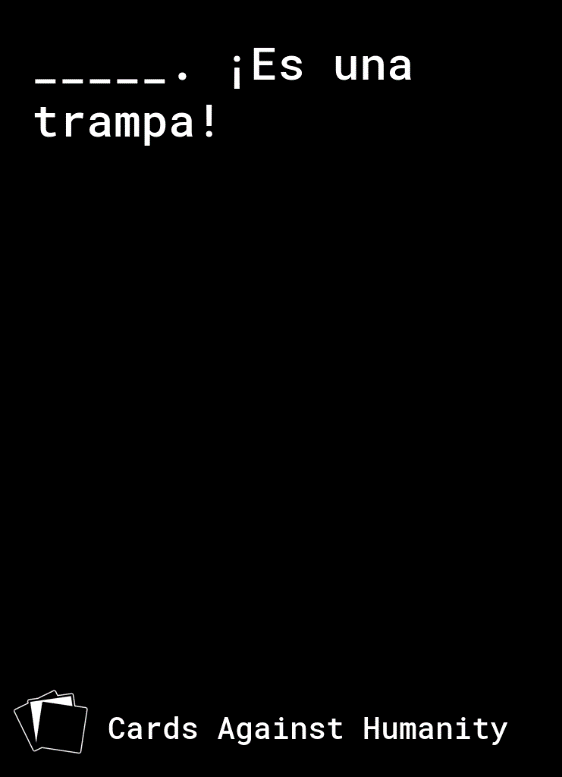 _____. ¡Es una
trampa!
Cards Against Humanity